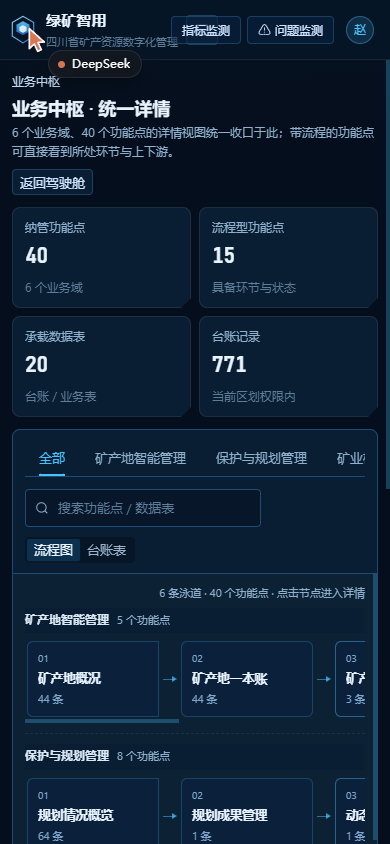 绿矿智用
四川省矿产资源数字化管理
指标监测
问题监测
赵
DeepSeek
业务中枢
业务中枢 · 统一详情
6 个业务域、40 个功能点的详情视图统一收口于此；带流程的功能点
可直接看到所处环节与上下游。
返回驾驶舱
纳管功能点
40
6 个业务域
流程型功能点
15
具备环节与状态
承载数据表
20
台账 / 业务表
台账记录
771
当前区划权限内
全部
矿产地智能管理
保护与规划管理
矿业
搜索功能点 / 数据表
流程图
台账表
6 条泳道 · 40 个功能点 · 点击节点进入详情
矿产地智能管理 5 个功能点
01
矿产地概况
44 条
02
矿产地一本账
44 条
03
矿产
3 条
保护与规划管理 8 个功能点
01
规划情况概览
64 条
02
规划成果管理
1 条
03
动态
1 条